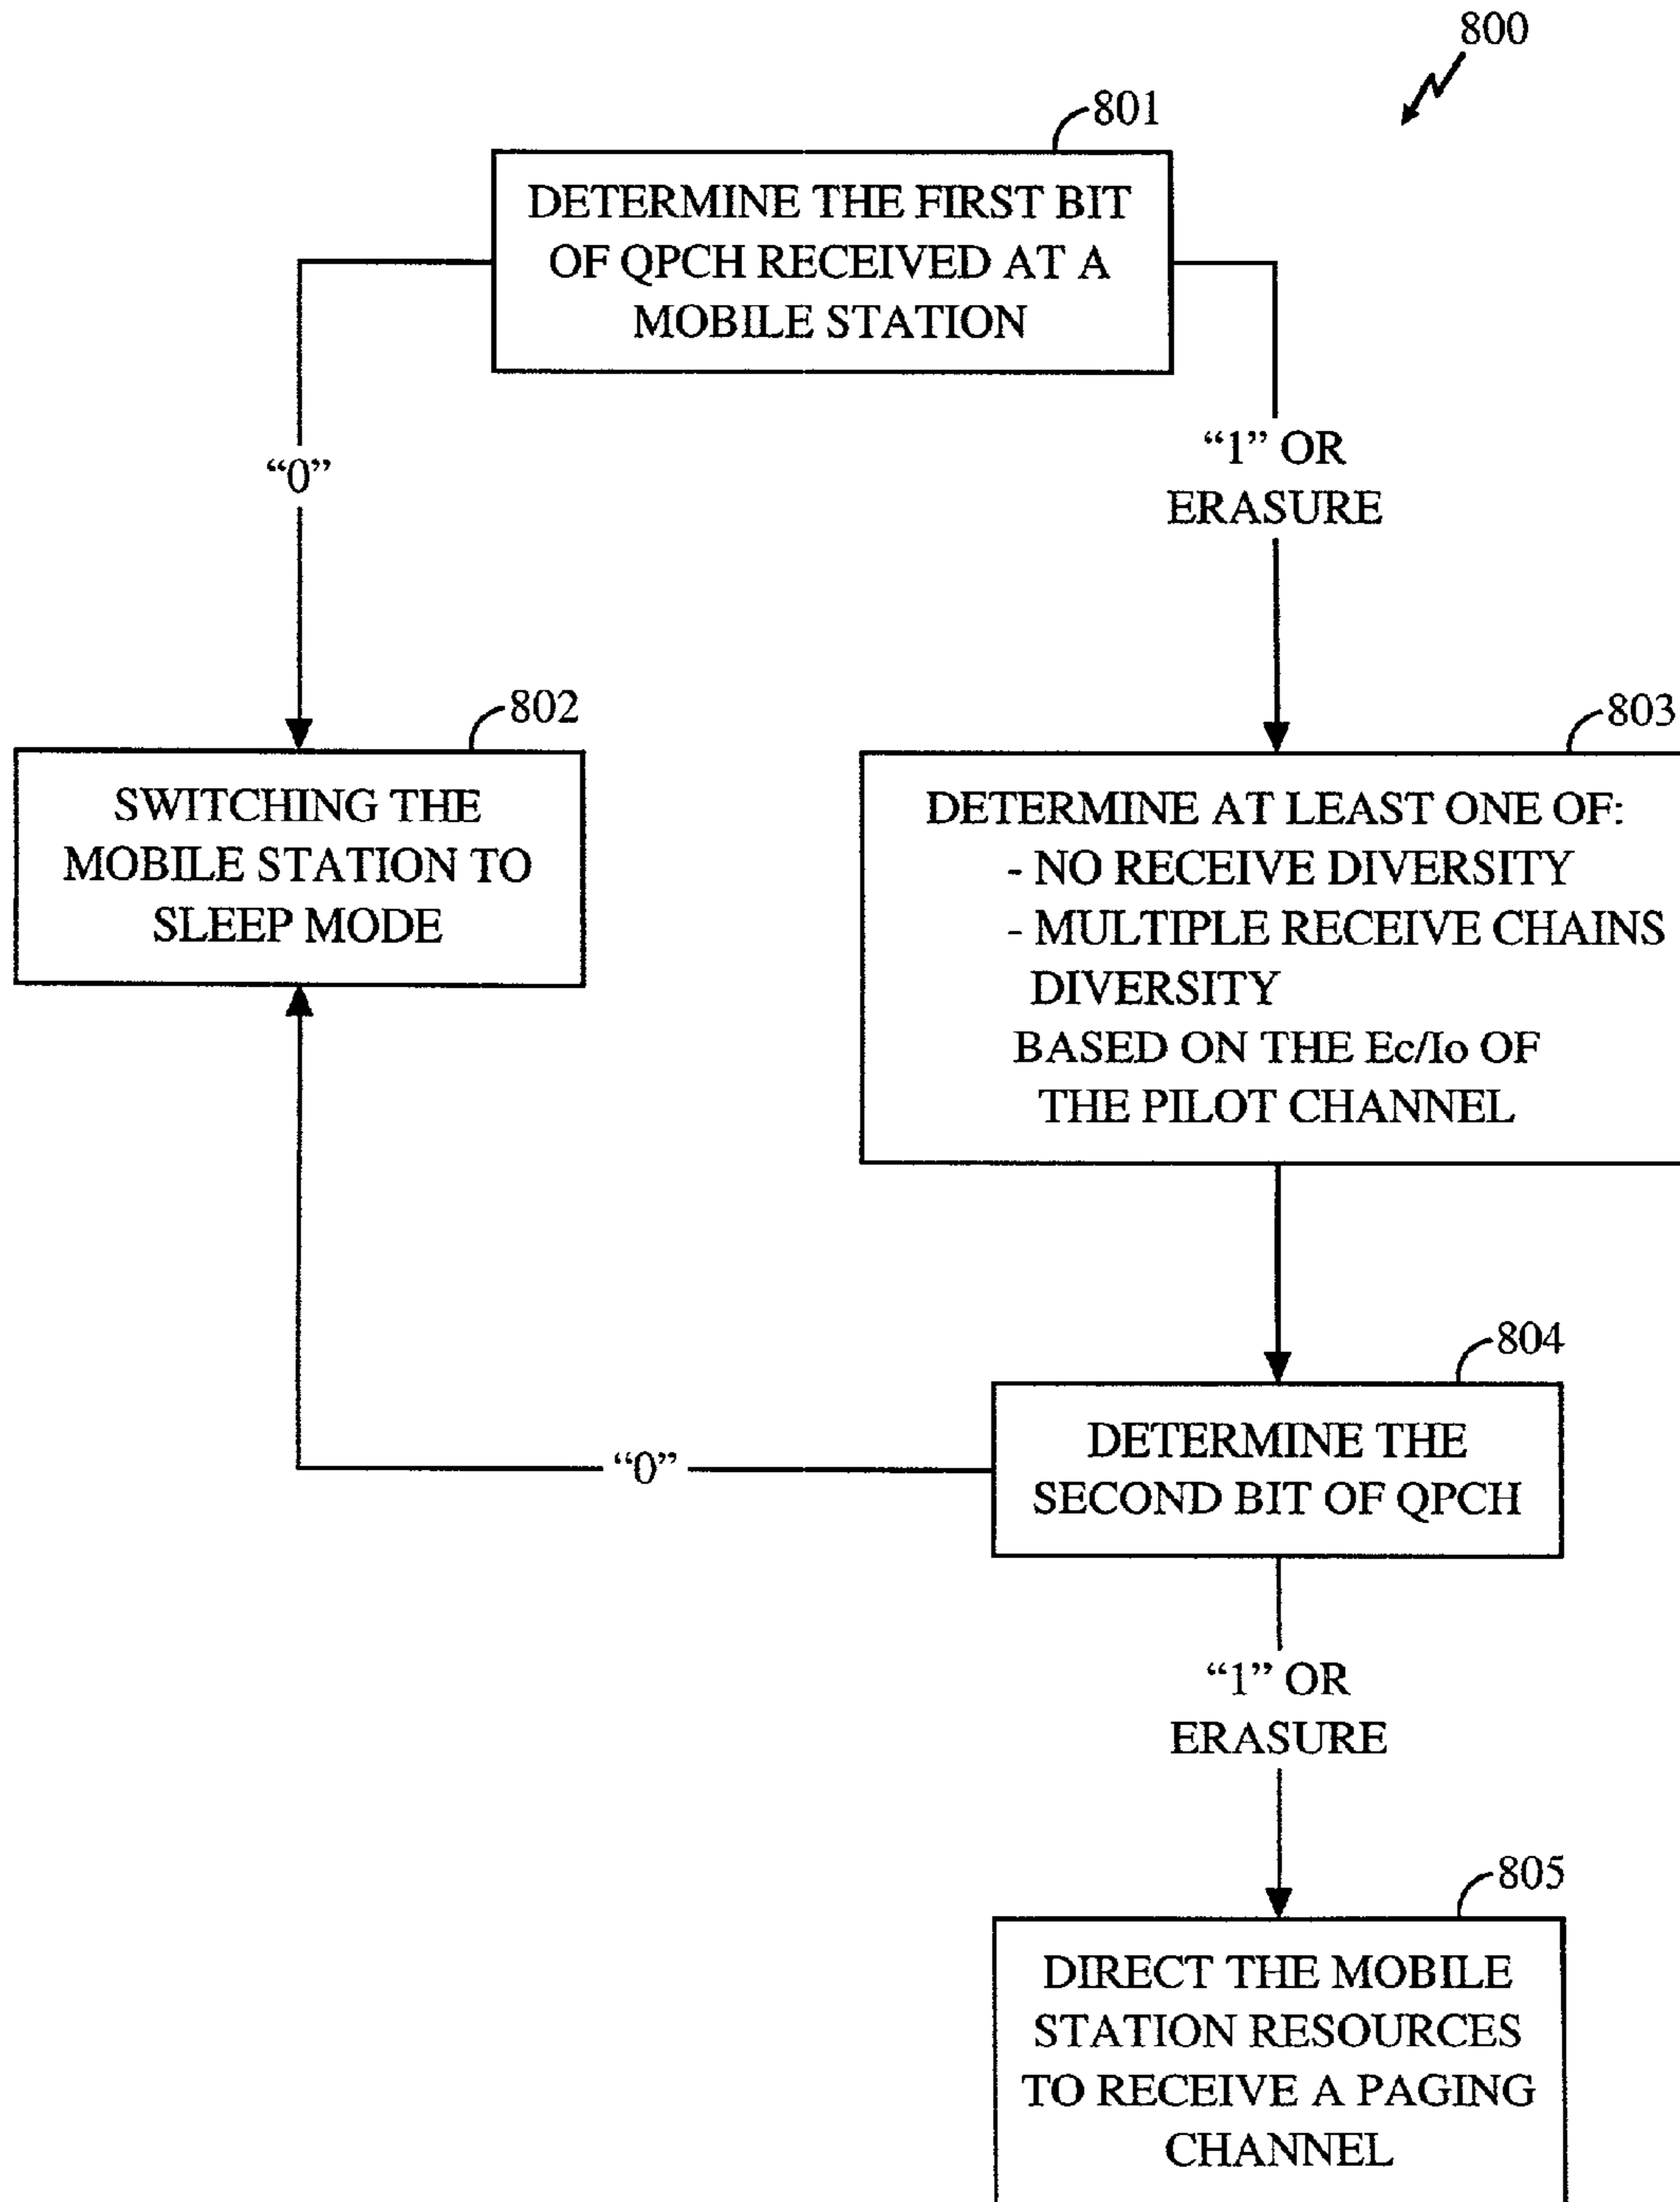 800
801
DETERMINE THE FIRST BIT
OF QPCH RECEIVED AT A
MOBILE STATION
“0”
“1” OR
ERASURE
802
SWITCHING THE
MOBILE STATION TO
SLEEP MODE
803
DETERMINE AT LEAST ONE OF:
- NO RECEIVE DIVERSITY
- MULTIPLE RECEIVE CHAINS
DIVERSITY
BASED ON THE Ec/Io OF
THE PILOT CHANNEL
804
DETERMINE THE
SECOND BIT OF QPCH
“0”
“1” OR
ERASURE
805
DIRECT THE MOBILE
STATION RESOURCES
TO RECEIVE A PAGING
CHANNEL